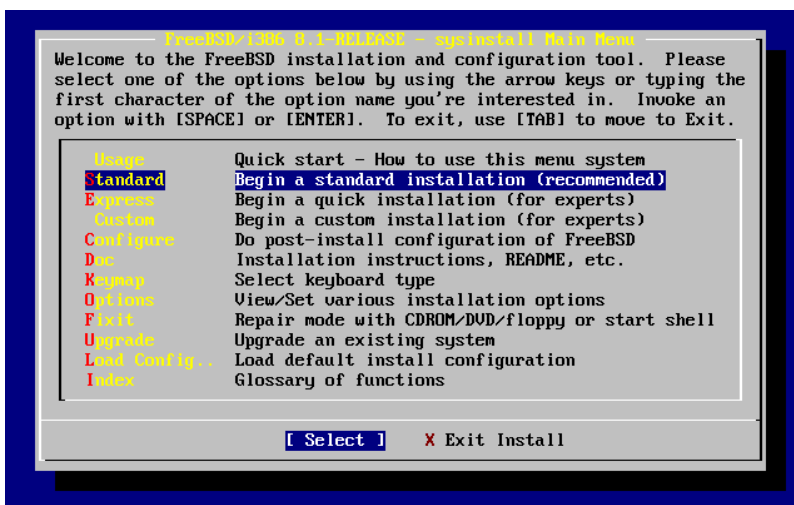 FreeBSD/i386 8.1-RELEASE - sysinstall Main Menu
Welcome to the FreeBSD installation and configuration tool.  Please
select one of the options below by using the arrow keys or typing the
first character of the option name you're interested in.  Invoke an
option with [SPACE] or [ENTER].  To exit, use [TAB] to move to Exit.
Usage Quick start - How to use this menu system
Standard Begin a standard installation (recommended)
Express Begin a quick installation (for experts)
Custom Begin a custom installation (for experts)
Configure Do post-install configuration of FreeBSD
Doc Installation instructions, README, etc.
Keymap Select keyboard type
Options View/Set various installation options
Fixit Repair mode with CDROM/DVD/floppy or start shell
Upgrade Upgrade an existing system
Load Config.. Load default install configuration
Index Glossary of functions
[ Select ] X Exit Install